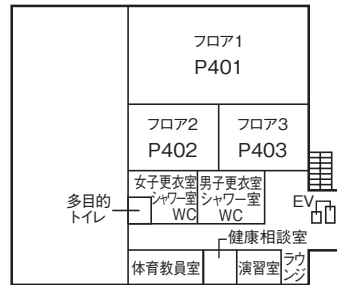 フロア1
P401
フロア2
P402
フロア3
P403
女子更衣室
シャワー室
WC
男子更衣室
シャワー室
WC
多目的
トイレ
EV
健康相談室
体育教員室
演習室
ラウ
ンジ